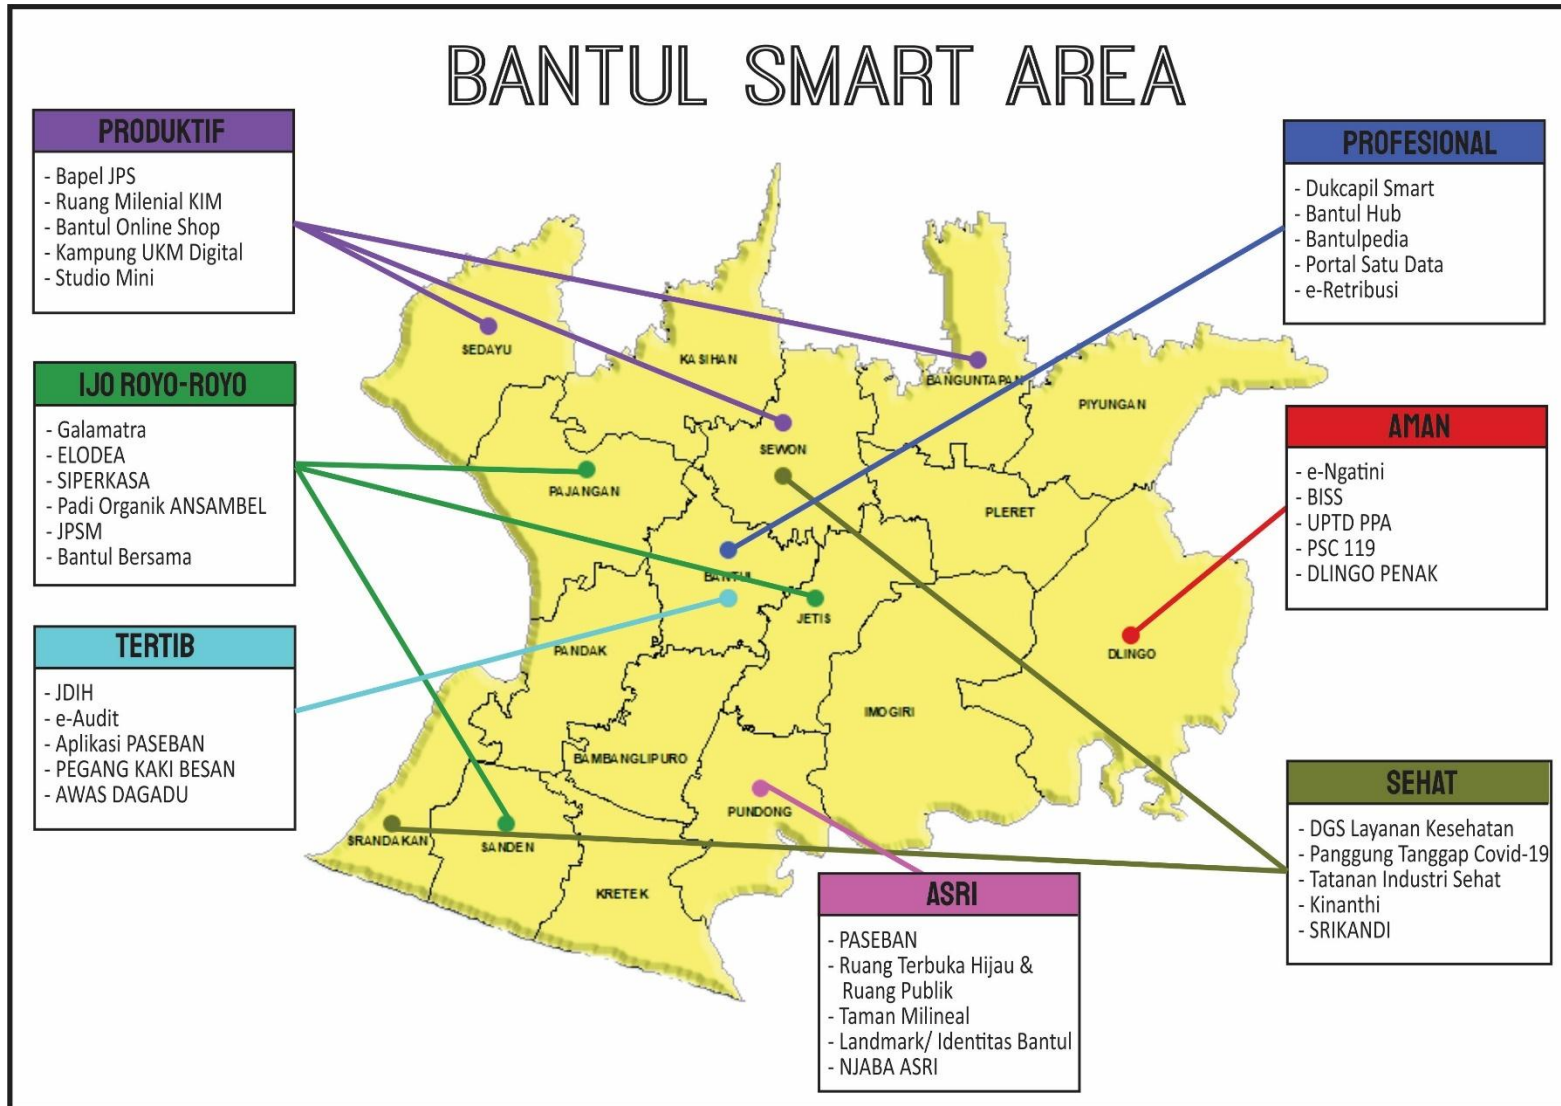 BANTUL SMART AREA
PRODUKTIF
- Bapel JPS
- Ruang Milenial KIM
- Bantul Online Shop
- Kampung UKM Digital
- Studio Mini
IJO ROYO-ROYO
- Galamatra
- ELODEA
- SIPERKASA
- Padi Organik ANSAMBEL
- JPSM
- Bantul Bersama
TERTIB
- JDIH
- e-Audit
- Aplikasi PASEBAN
- PEGANG KAKI BESAN
- AWAS DAGADU
SEDAYU
KASIHAN
BANGUNTAPAN
PIYUNGAN
SEWON
PAJANGAN
PLERET
BANTUL
JETIS
PANDAK
DLINGO
IMOGIRI
BAMBANGLIPURO
PUNDONG
SRANDAKAN
SANDEN
KRETEK
PROFESIONAL
- Dukcapil Smart
- Bantul Hub
- Bantulpedia
- Portal Satu Data
- e-Retribusi
AMAN
- e-Ngatini
- BISS
- UPTD PPA
- PSC 119
- DLINGO PENAK
SEHAT
- DGS Layanan Kesehatan
- Panggung Tanggap Covid-19
- Tatanan Industri Sehat
- Kinanthi
- SRIKANDI
ASRI
- PASEBAN
- Ruang Terbuka Hijau &
Ruang Publik
- Taman Milineal
- Landmark/ Identitas Bantul
- NJABA ASRI